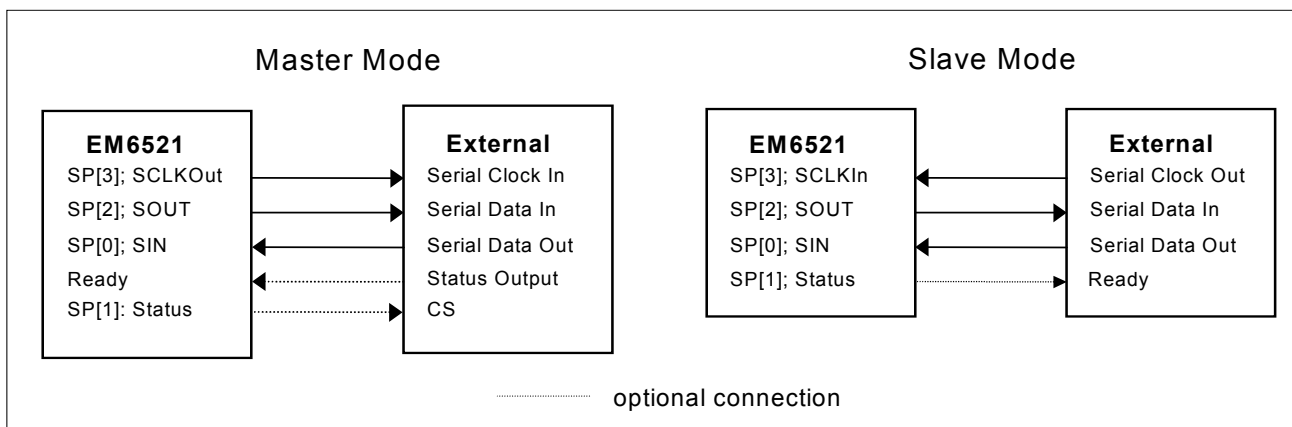 Master Mode
EM6521
SP[3]; SCLKOut
SP[2]; SOUT
SP[0]; SIN
Ready
SP[1]: Status
External
Serial Clock In
Serial Data In
Serial Data Out
Status Output
CS
Slave Mode
EM6521
SP[3]; SCLKIn
SP[2]; SOUT
SP[0]; SIN
SP[1]; Status
External
Serial Clock Out
Serial Data In
Serial Data Out
Ready
optional connection